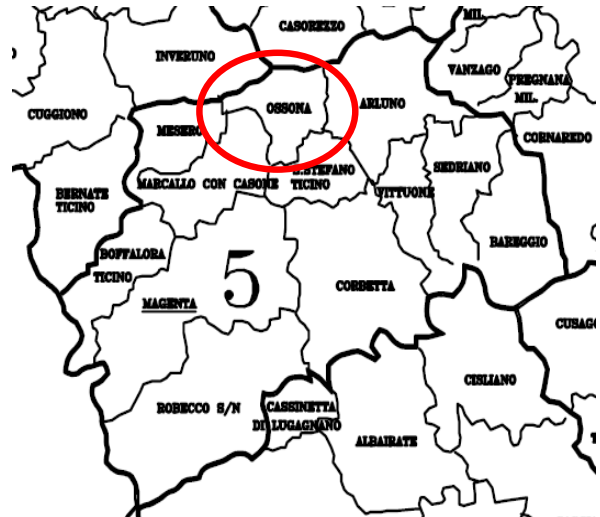 MIL.
CASOREZZO
INVERUNO
VANZAGO
PREGNANA
MIL.
CUGGIONO
OSSONA
ARLUNO
MESERO
CORNAREDO
SEDRIANO
S.STEFANO
TICINO
MARCALLO CON CASONE
VITTUONE
BERNATE
TICINO
BAREGGIO
BOFFALORA
TICINO
5
CORBETTA
MAGENTA
CUSAGO
CISLIANO
ROBECCO S/N
CASSINETTA
DI LUGAGNANO
ALBAIRATE